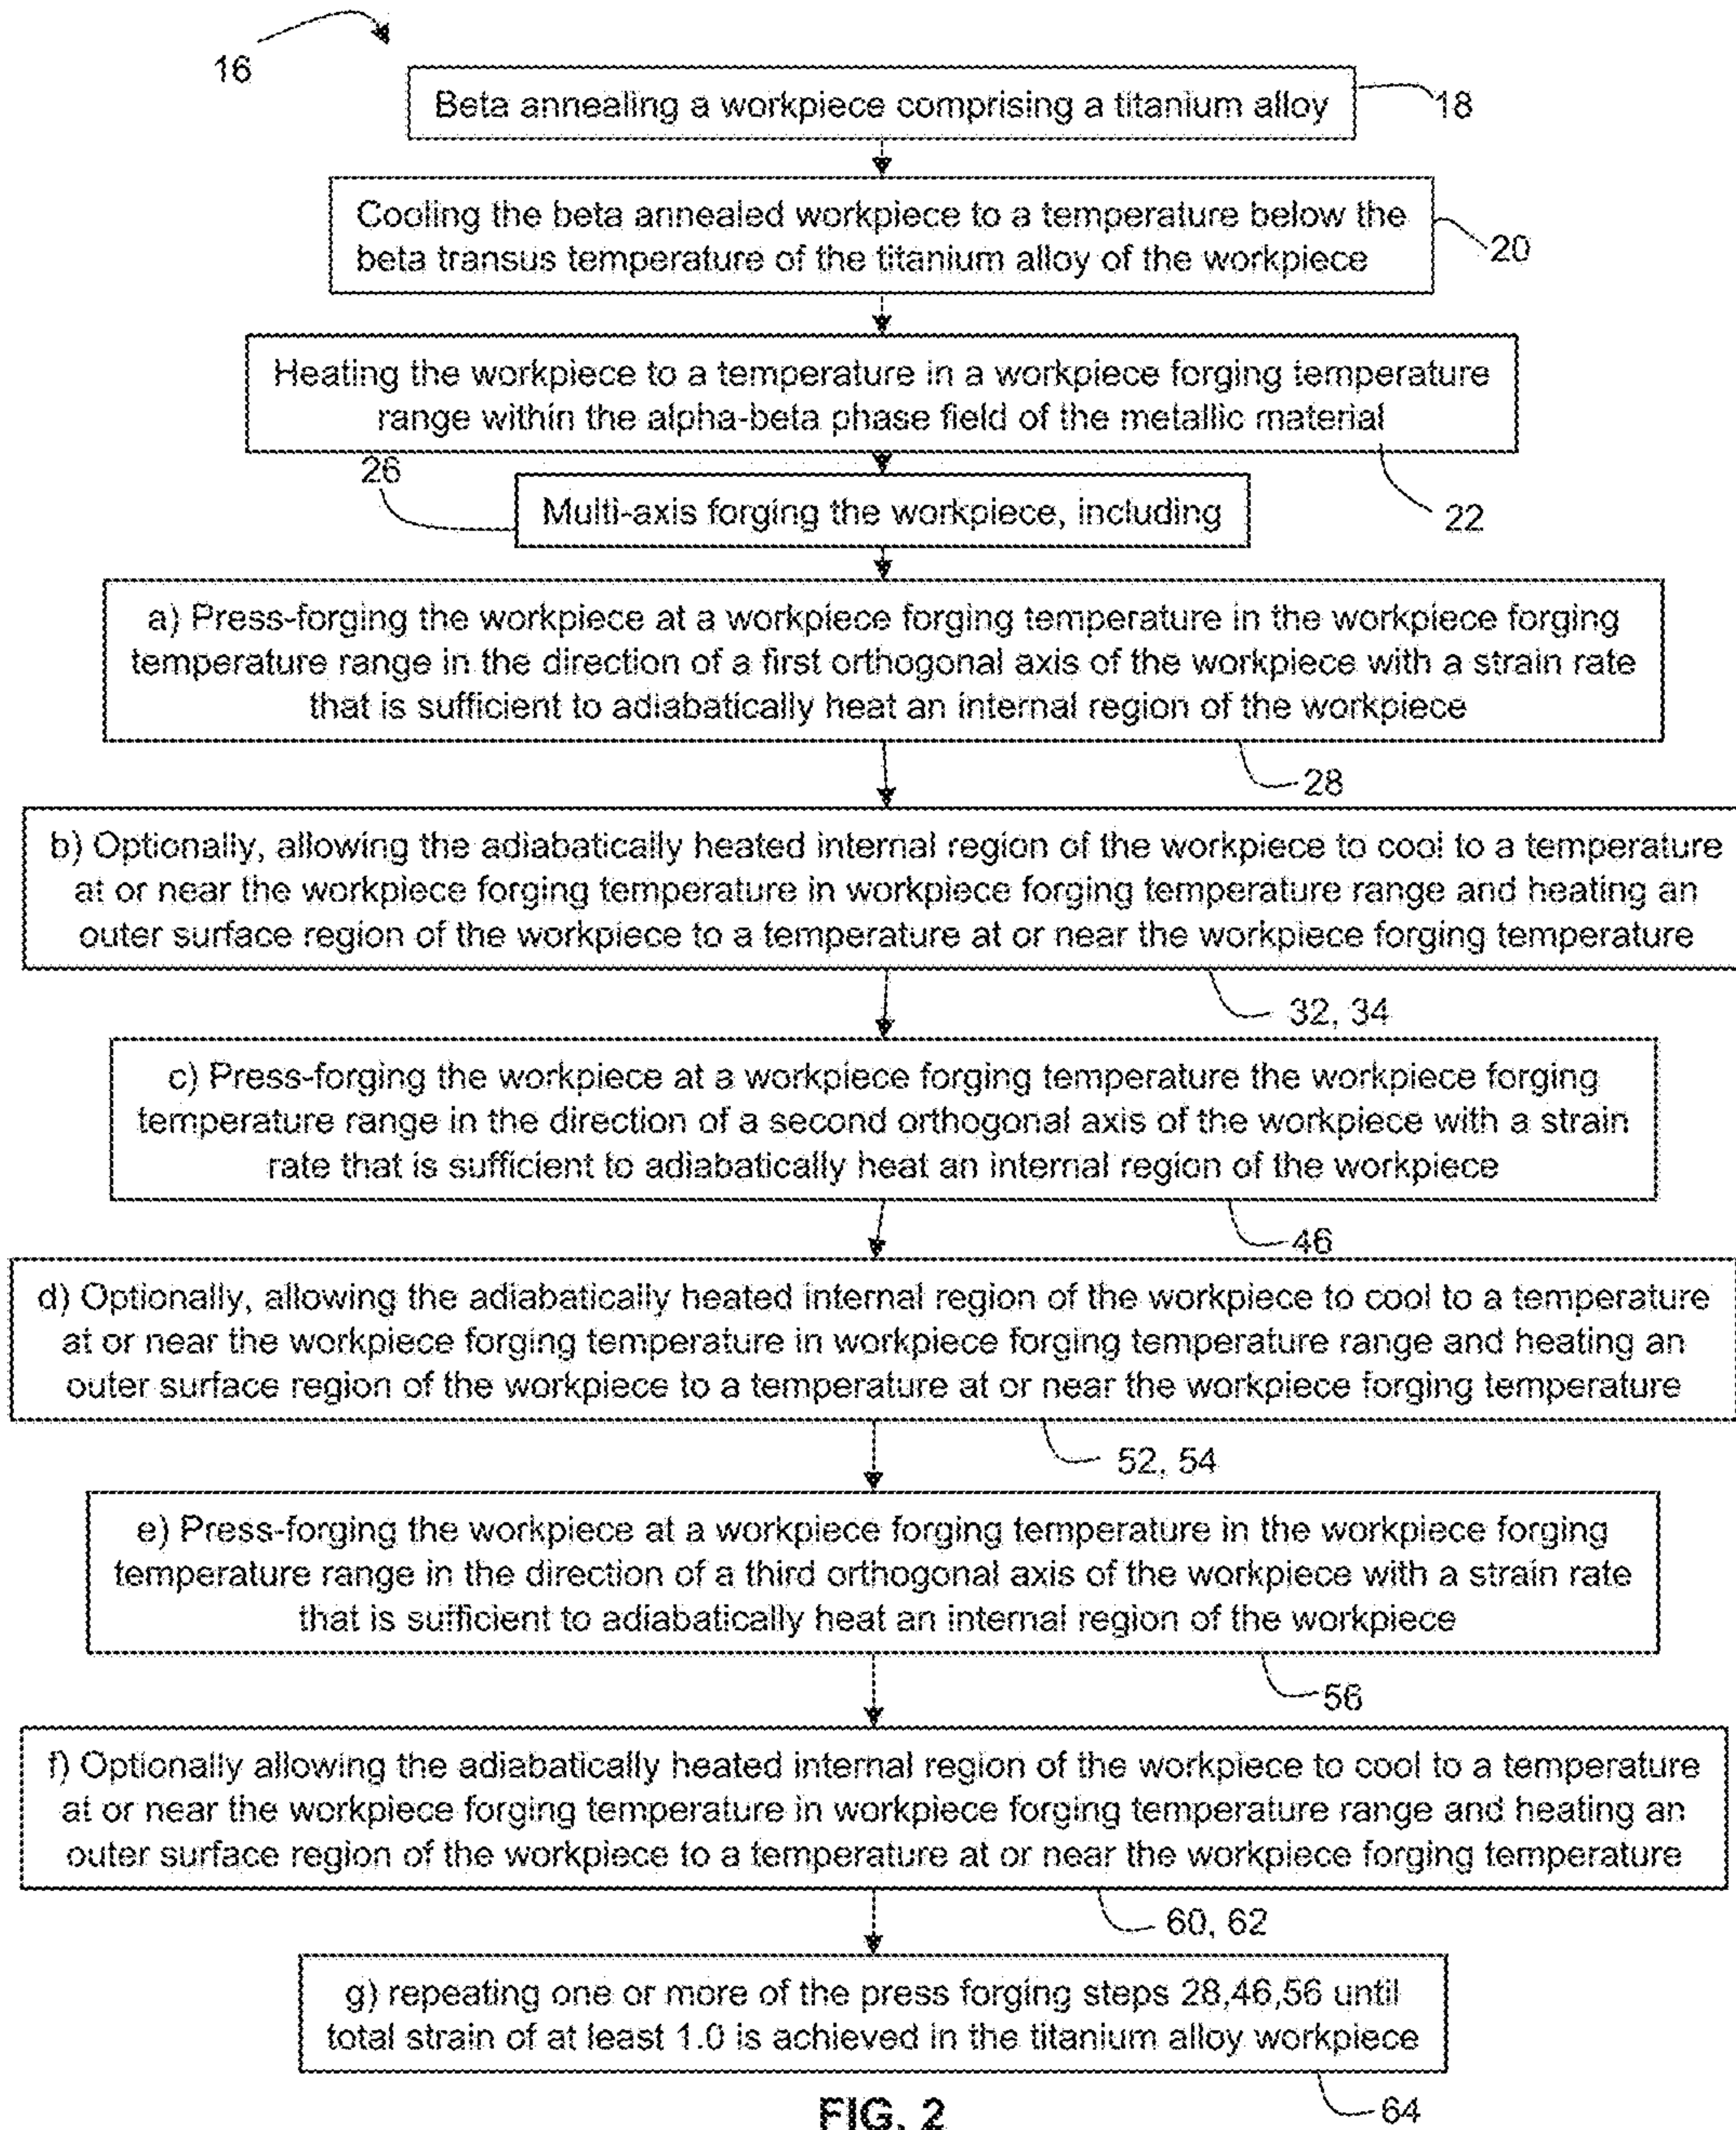 16
Beta annealing a workpiece comprising a titanium alloy
18
Cooling the beta annealed workpiece to a temperature below the
beta transus temperature of the titanium alloy of the workpiece
20
Heating the workpiece to a temperature in a workpiece forging temperature
range within the alpha-beta phase field of the metallic material
22
26
Multi-axis forging the workpiece, including
a) Press-forging the workpiece at a workpiece forging temperature in the workpiece forging
temperature range in the direction of a first orthogonal axis of the workpiece with a strain rate
that is sufficient to adiabatically heat an internal region of the workpiece
28
b) Optionally, allowing the adiabatically heated internal region of the workpiece to cool to a temperature
at or near the workpiece forging temperature in workpiece forging temperature range and heating an
outer surface region of the workpiece to a temperature at or near the workpiece forging temperature
32, 34
c) Press-forging the workpiece at a workpiece forging temperature the workpiece forging
temperature range in the direction of a second orthogonal axis of the workpiece with a strain
rate that is sufficient to adiabatically heat an internal region of the workpiece
46
d) Optionally, allowing the adiabatically heated internal region of the workpiece to cool to a temperature
at or near the workpiece forging temperature in workpiece forging temperature range and heating an
outer surface region of the workpiece to a temperature at or near the workpiece forging temperature
52, 54
e) Press-forging the workpiece at a workpiece forging temperature in the workpiece forging
temperature range in the direction of a third orthogonal axis of the workpiece with a strain rate
that is sufficient to adiabatically heat an internal region of the workpiece
56
f) Optionally allowing the adiabatically heated internal region of the workpiece to cool to a temperature
at or near the workpiece forging temperature in workpiece forging temperature range and heating an
outer surface region of the workpiece to a temperature at or near the workpiece forging temperature
60, 62
g) repeating one or more of the press forging steps 28,46,56 until
total strain of at least 1.0 is achieved in the titanium alloy workpiece
64
FIG. 2